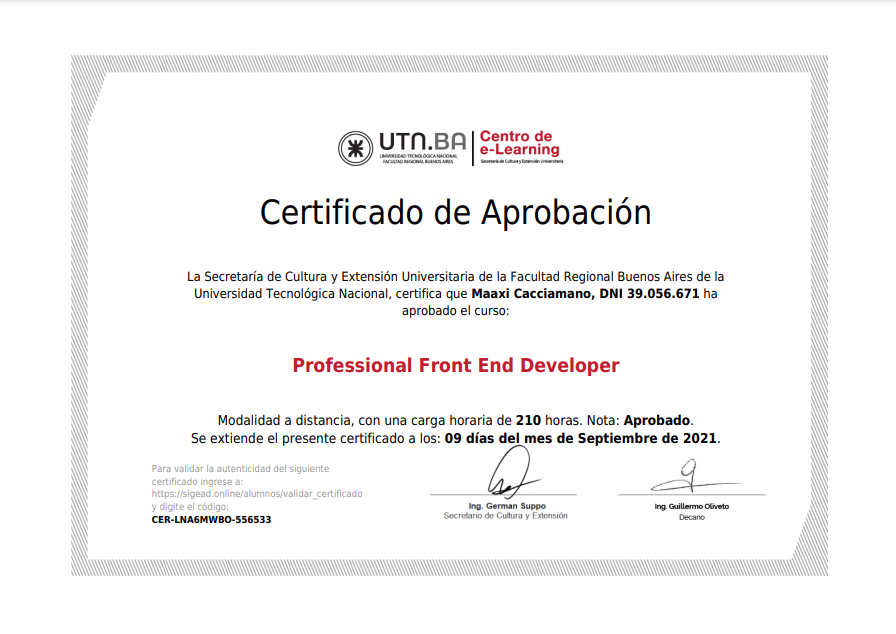 UTN.BA
UNIVERSIDAD TECNOLÓGICA NACIONAL
FACULTAD REGIONAL BUENOS AIRES
Centro de
e-Learning
Secretaría de Cultura y Extensión Universitaria
Certificado de Aprobación
La Secretaría de Cultura y Extensión Universitaria de la Facultad Regional Buenos Aires de la
Universidad Tecnológica Nacional, certifica que Maaxi Cacciamano, DNI 39.056.671 ha
aprobado el curso:
Professional Front End Developer
Modalidad a distancia, con una carga horaria de 210 horas. Nota: Aprobado.
Se extiende el presente certificado a los: 09 días del mes de Septiembre de 2021.
Para validar la autenticidad del siguiente
certificado ingrese a:
https://sigead.online/alumnos/validar_certificado
y digite el código:
CER-LNA6MWBO-556533
Ing. German Suppo
Secretario de Cultura y Extensión
Ing. Guillermo Oliveto
Decano